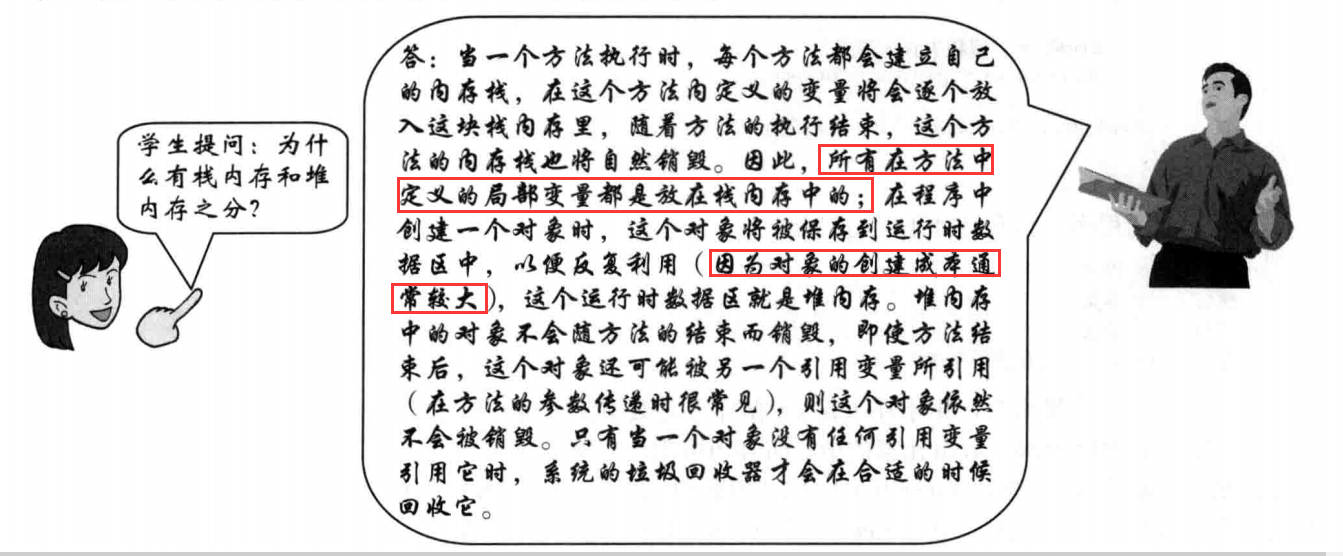 学生提问：为什
么有栈内存和堆
内存之分？
答：当一个方法执行时，每个方法都会建立自己
的内存栈，在这个方法内定义的变量将会逐个放
入这块栈内存里，随着方法的执行结束，这个方
法的内存栈也将自然销毁。因此，所有在方法中
定义的局部变量都是放在栈内存中的；在程序中
创建一个对象时，这个对象将被保存到运行时数
据区中，以便反复利用（因为对象的创建成本通
常较大），这个运行时数据区就是堆内存。堆内存
中的对象不会随方法的结束而销毁，即使方法结
束后，这个对象还可能被另一个引用变量所引用
（在方法的参数传递时很常见），则这个对象依然
不会被销毁。只有当一个对象没有任何引用变量
引用它时，系统的垃圾回收器才会在合适的时候
回收它。